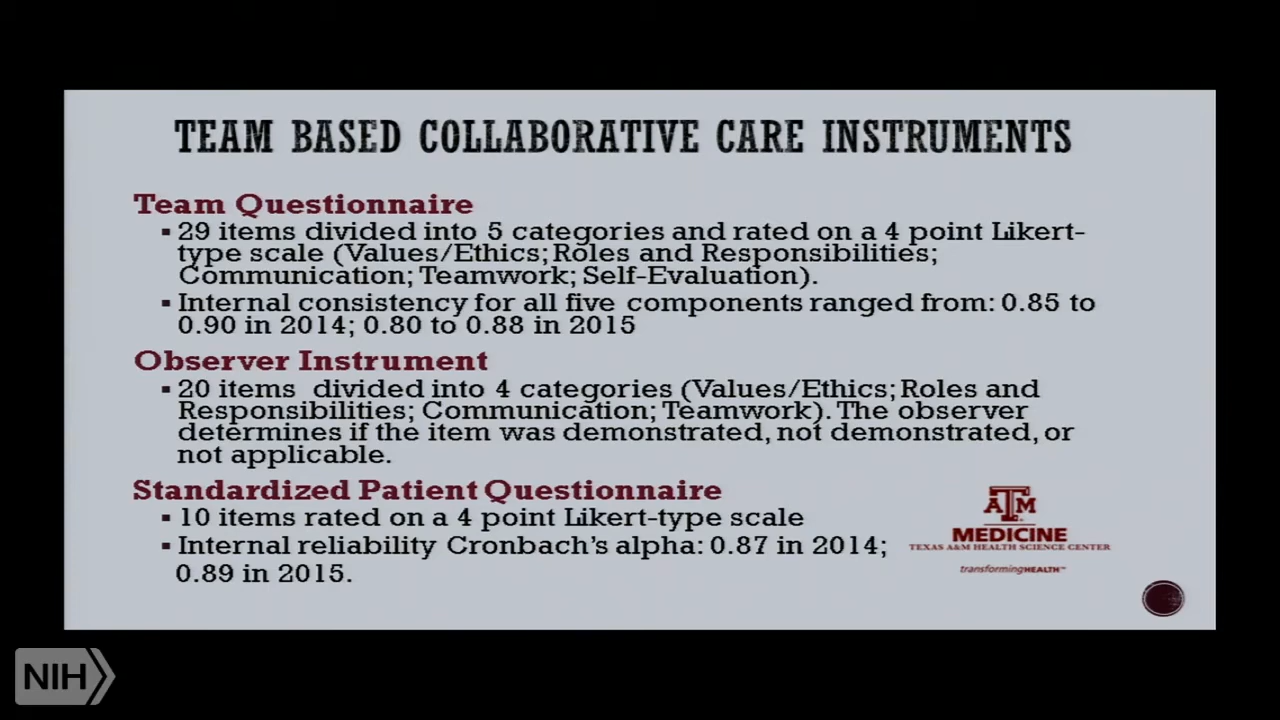 TEAM BASED COLLABORATIVE CARE INSTRUMENTS
Team Questionnaire
▪ 29 items divided into 5 categories and rated on a 4 point Likert-
type scale (Values/Ethics; Roles and Responsibilities;
Communication; Teamwork; Self-Evaluation).
▪ Internal consistency for all five components ranged from: 0.85 to
0.90 in 2014; 0.80 to 0.88 in 2015
Observer Instrument
▪ 20 items divided into 4 categories (Values/Ethics; Roles and
Responsibilities; Communication; Teamwork). The observer
determines if the item was demonstrated, not demonstrated, or
not applicable.
Standardized Patient Questionnaire
▪ 10 items rated on a 4 point Likert-type scale
▪ Internal reliability Cronbach's alpha: 0.87 in 2014;
0.89 in 2015.
ATM
MEDICINE
TEXAS A&M HEALTH SCIENCE CENTER
transformingHEALTH™
NIH